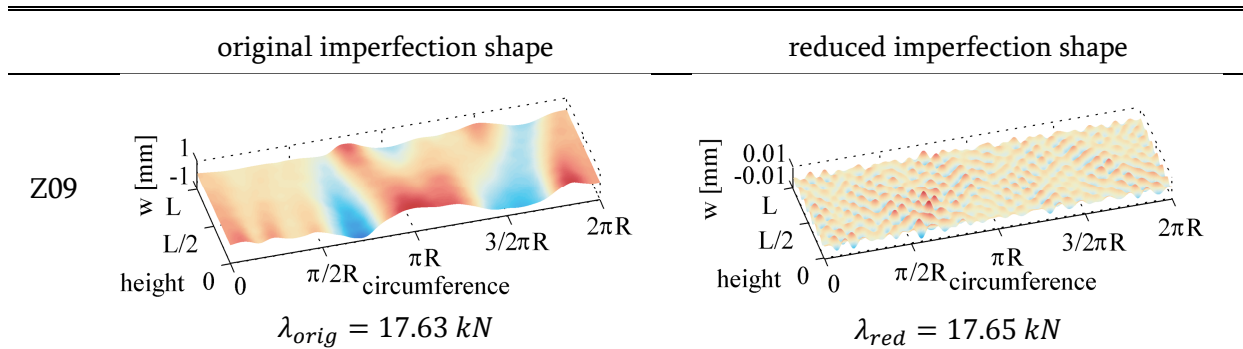 original imperfection shape reduced imperfection shape
Z09
w [mm]
1
-1
L
L/2
height 0
0
π/2R
πR
3/2πR
2πR
circumference
λorig = 17.63 kN
w [mm]
0.01
-0.01
L
L/2
height 0
0
π/2R
πR
3/2πR
2πR
circumference
λred = 17.65 kN